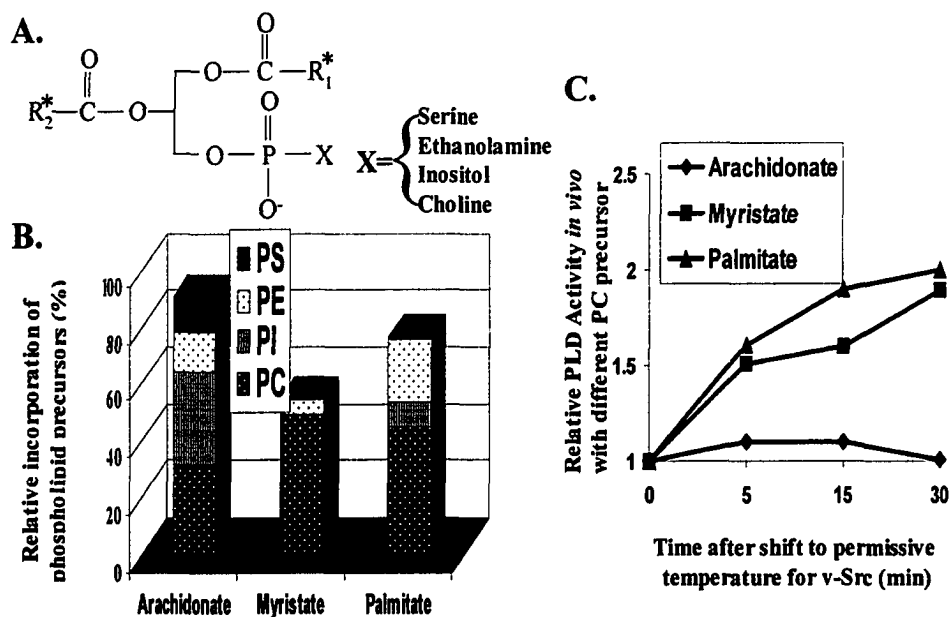 A.
O
O
O
C
R1*
R2*
C
O
O
O
P
X
O-
X=
Serine
Ethanolamine
Inositol
Choline
B.
Relative incorporation of
phospholipid precursors (%)
100
80
60
40
20
0
PS
PE
PI
PC
Arachidonate
Myristate
Palmitate
C.
Relative PLD Activity in vivo
with different PC precursor
2.5
2
1.5
1
Arachidonate
Myristate
Palmitate
0
5
15
30
Time after shift to permissive
temperature for v-Src (min)